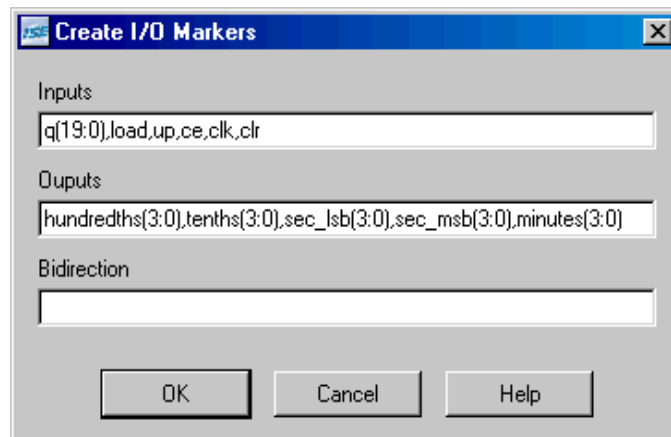 ISE Create I/O Markers
Inputs
q(19:0),load,up,ce,clk,clr
Ouputs
hundredths(3:0),tenths(3:0),sec_lsb(3:0),sec_msb(3:0),minutes(3:0)
Bidirection
OK Cancel Help